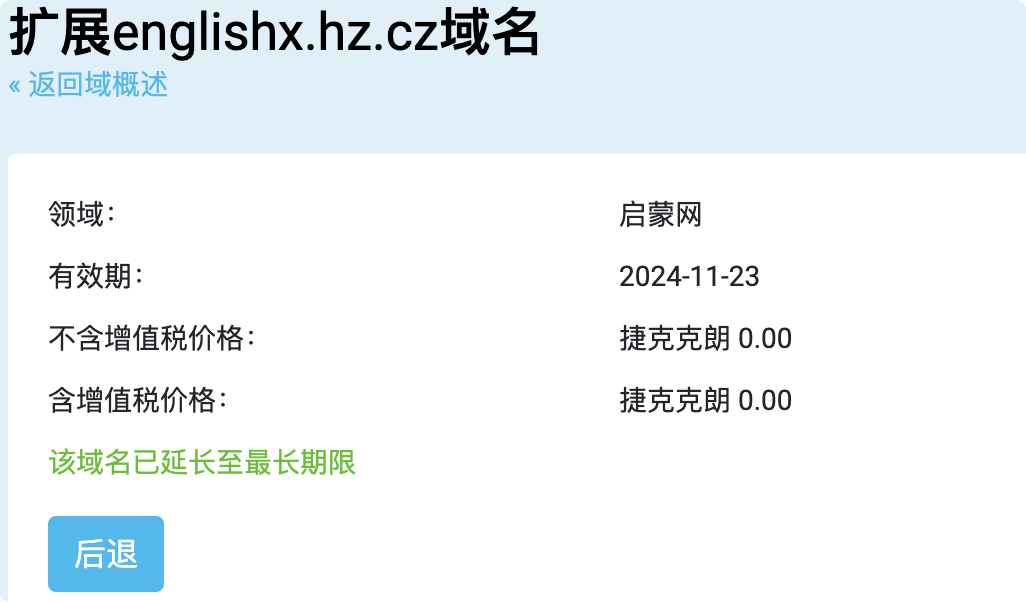 扩展englishx.hz.cz域名
« 返回域概述
领域： 启蒙网
有效期： 2024-11-23
不含增值税价格： 捷克克朗 0.00
含增值税价格： 捷克克朗 0.00
该域名已延长至最长期限
后退